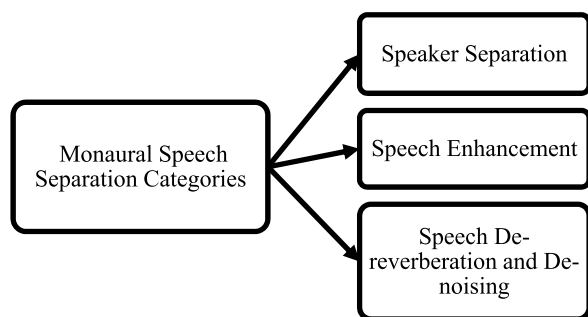 Monaural Speech
Separation Categories
Speaker Separation
Speech Enhancement
Speech De-
reverberation and De-
noising